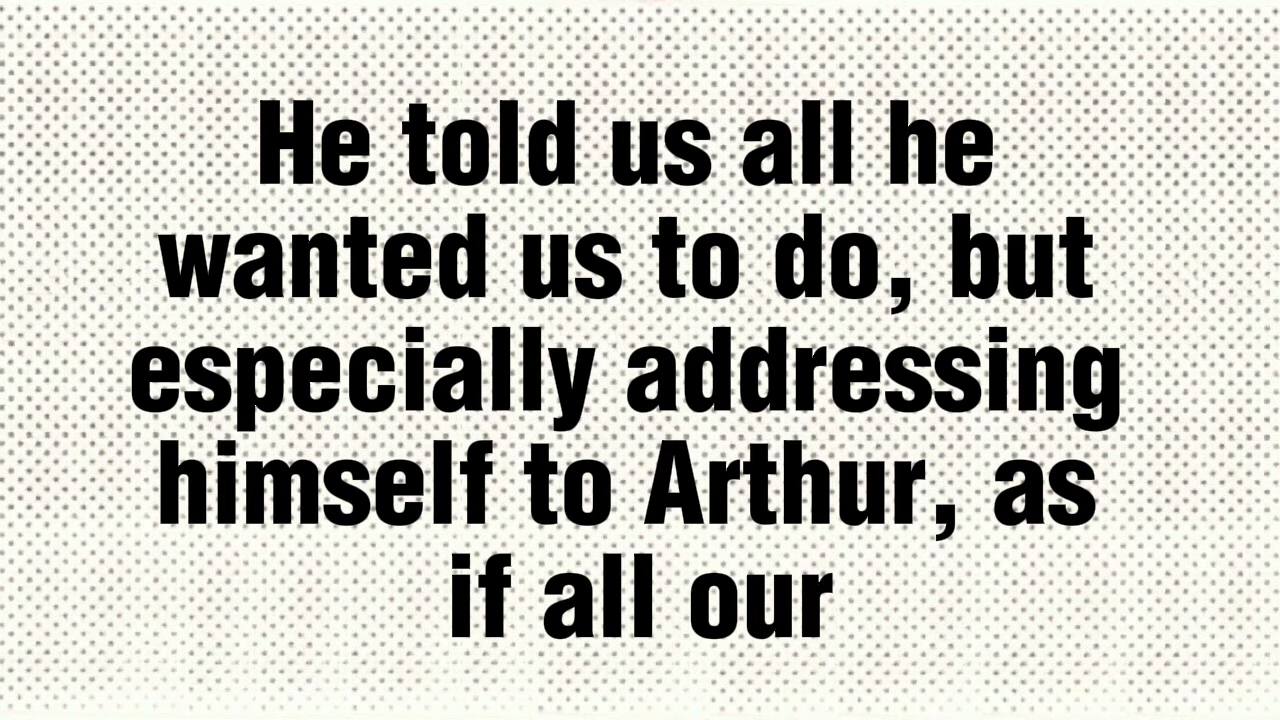 He told us all he
wanted us to do, but
especially addressing
himself to Arthur, as
if all our